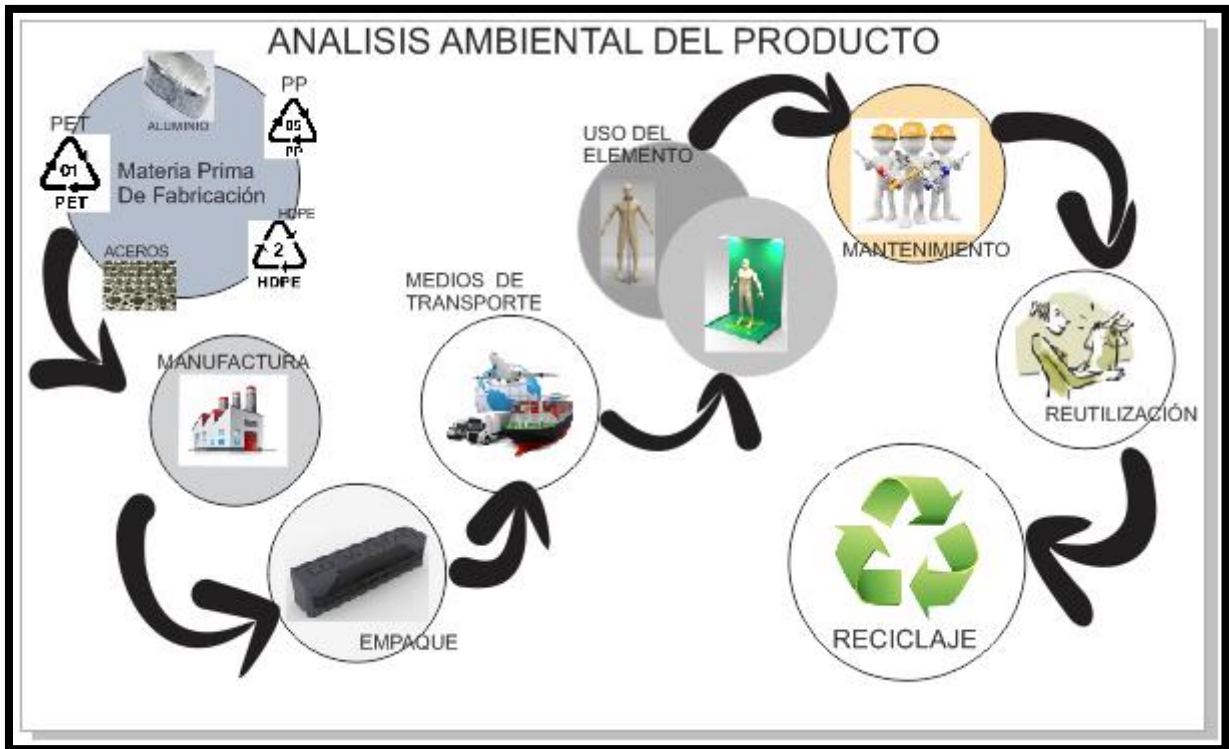 ANALISIS AMBIENTAL DEL PRODUCTO
ALUMINIO
PP
05
PP
PET
01
PET
Materia Prima
De Fabricación
HDPE
2
HDPE
ACEROS
MANUFACTURA
EMPAQUE
MEDIOS DE
TRANSPORTE
USO DEL
ELEMENTO
MANTENIMIENTO
REUTILIZACIÓN
RECICLAJE